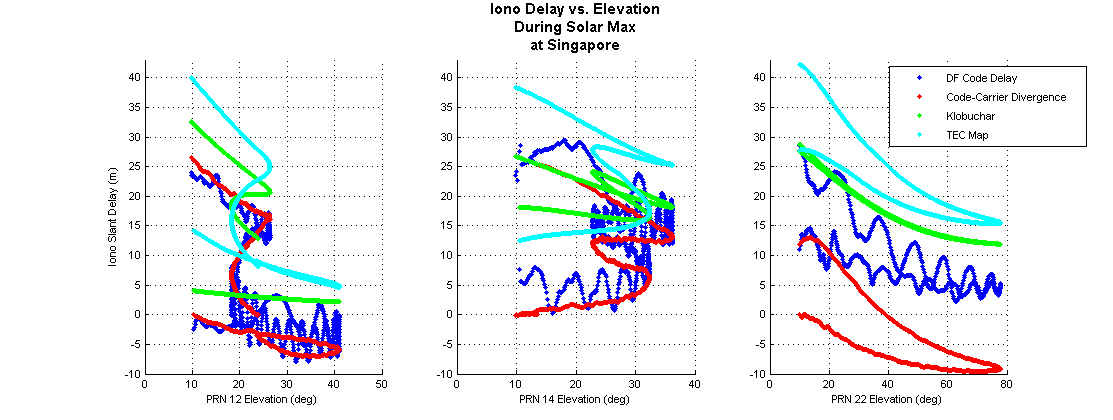 Iono Delay vs. Elevation
During Solar Max
at Singapore
Iono Slant Delay (m)
40
35
30
25
20
15
10
5
0
-5
-10
0 10 20 30 40 50
PRN 12 Elevation (deg)
40
35
30
25
20
15
10
5
0
-5
-10
0 10 20 30 40
PRN 14 Elevation (deg)
40
35
30
25
20
15
10
5
0
-5
-10
0 20 40 60 80
PRN 22 Elevation (deg)
DF Code Delay
Code-Carrier Divergence
Klobuchar
TEC Map